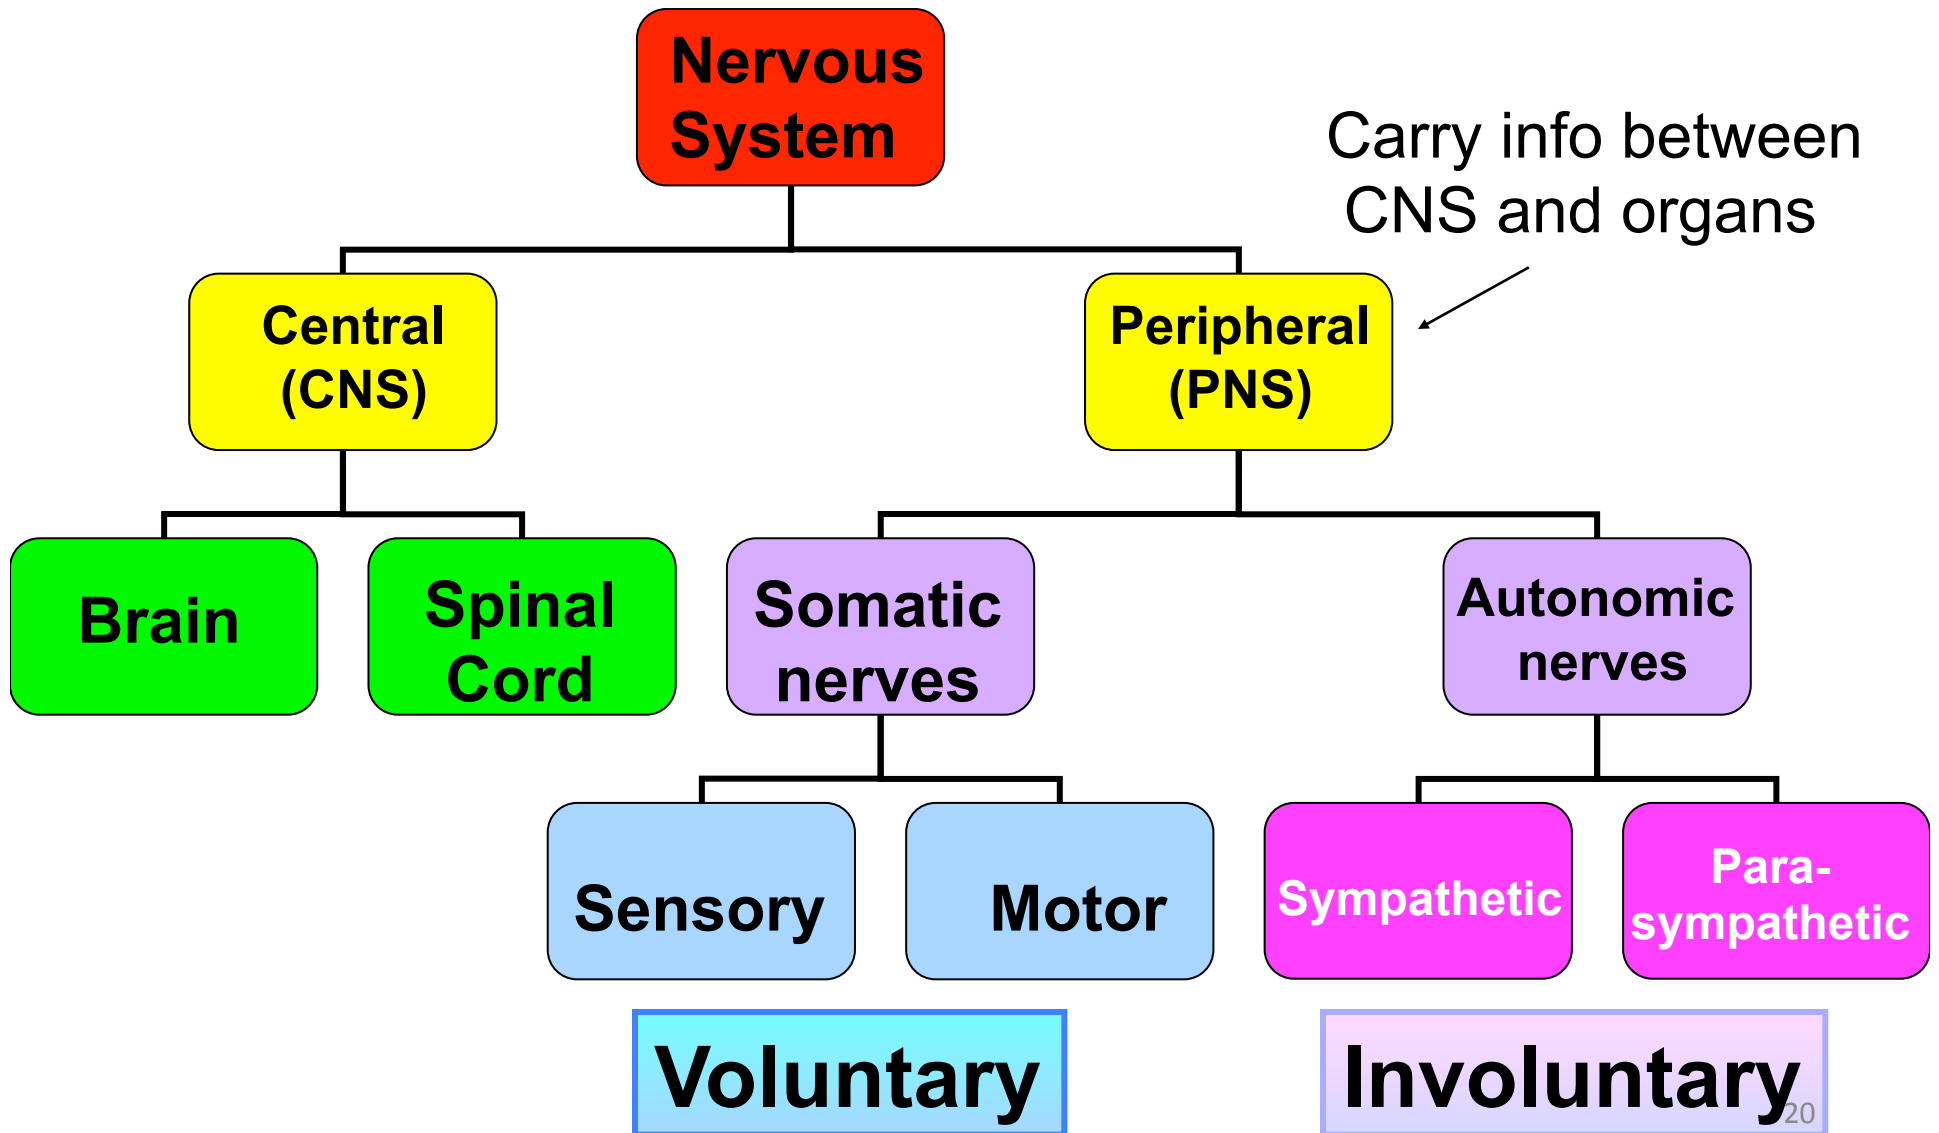 Nervous
System
Carry info between
CNS and organs
Central
(CNS)
Peripheral
(PNS)
Brain
Spinal
Cord
Somatic
nerves
Autonomic
nerves
Sensory
Motor
Sympathetic
Para-
sympathetic
Voluntary
Involuntary
20